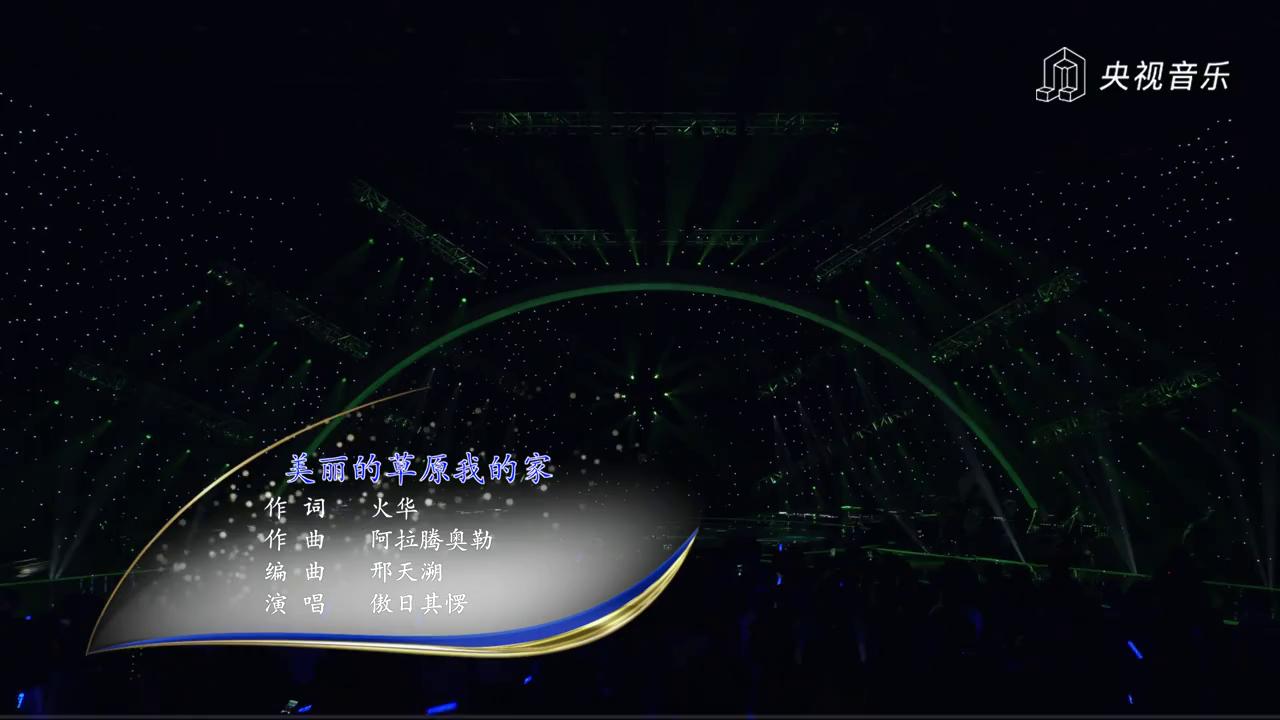 央视音乐
美丽的草原我的家
作 词 火华
作 曲 阿拉腾奥勒
编 曲 邢天溯
演 唱 傲日其愣